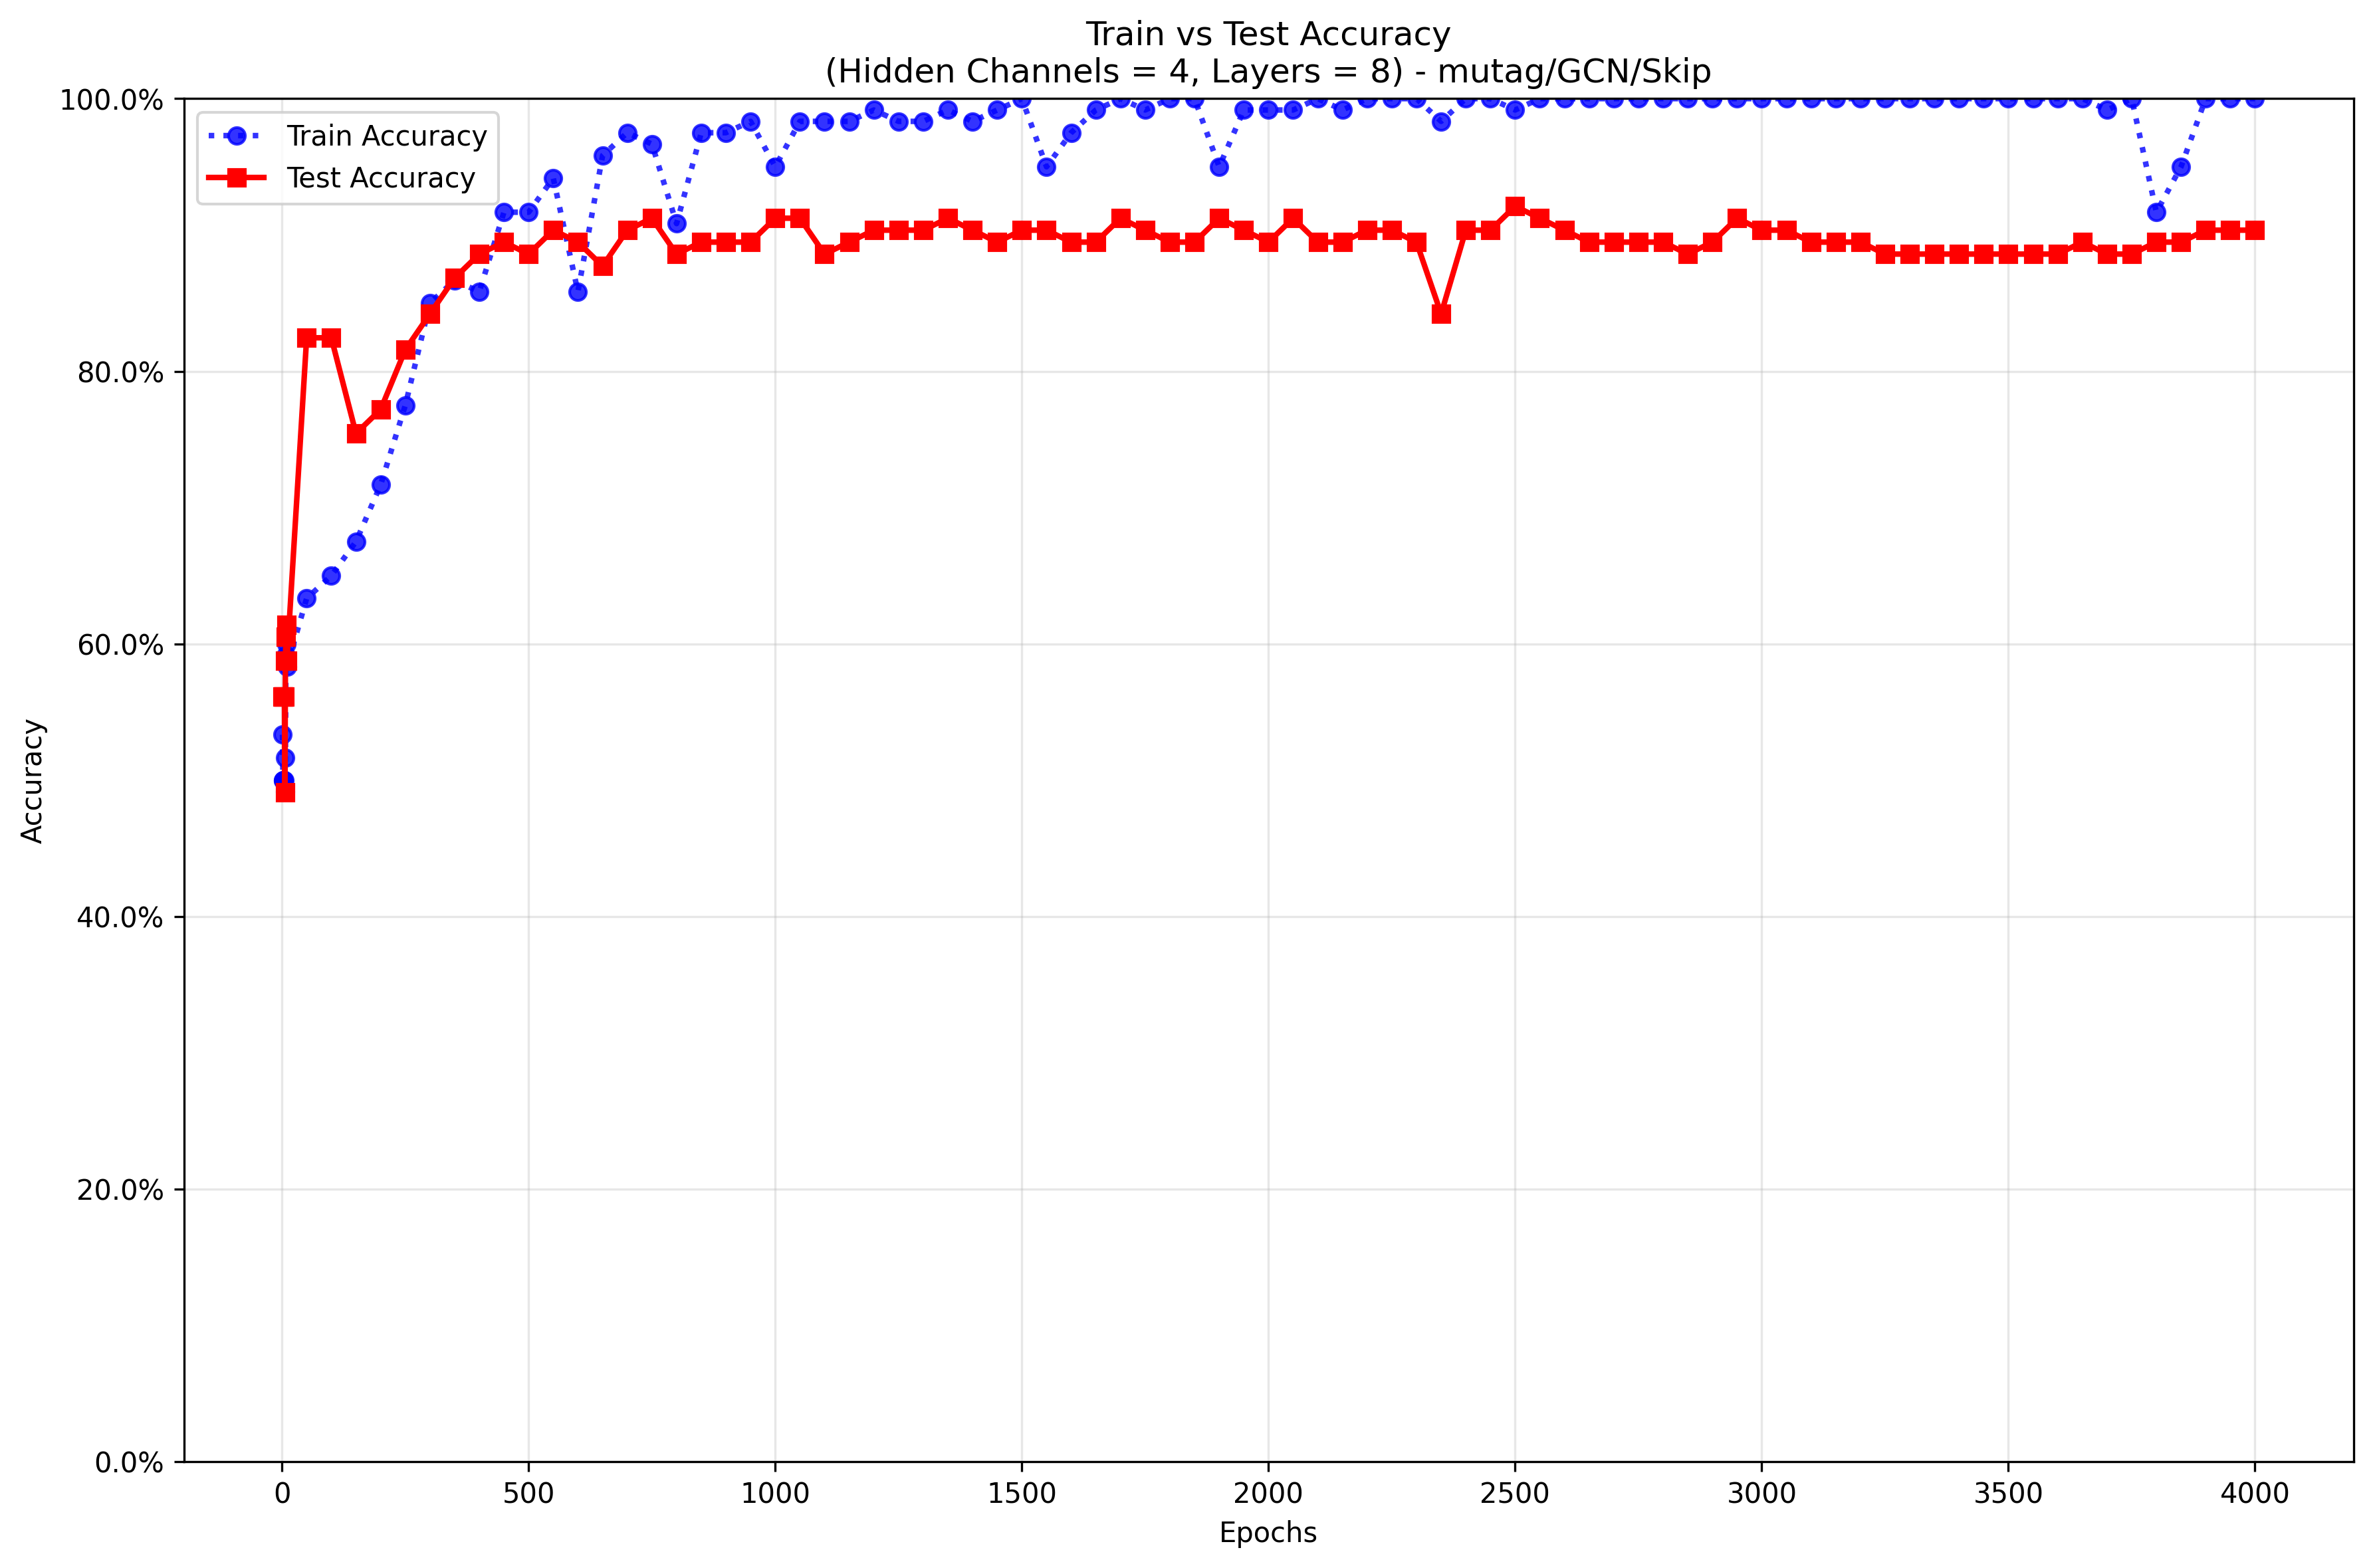 Train vs Test Accuracy
(Hidden Channels = 4, Layers = 8) - mutag/GCN/Skip
Train Accuracy
Test Accuracy
100.0%
80.0%
60.0%
40.0%
20.0%
0.0%
Accuracy
0 500 1000 1500 2000 2500 3000 3500 4000
Epochs